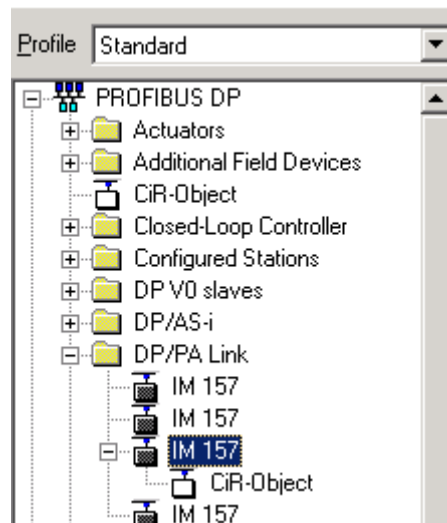 Profile Standard
PROFIBUS DP
Actuators
Additional Field Devices
CiR-Object
Closed-Loop Controller
Configured Stations
DP V0 slaves
DP/AS-i
DP/PA Link
IM 157
IM 157
IM 157
CiR-Object
IM 157